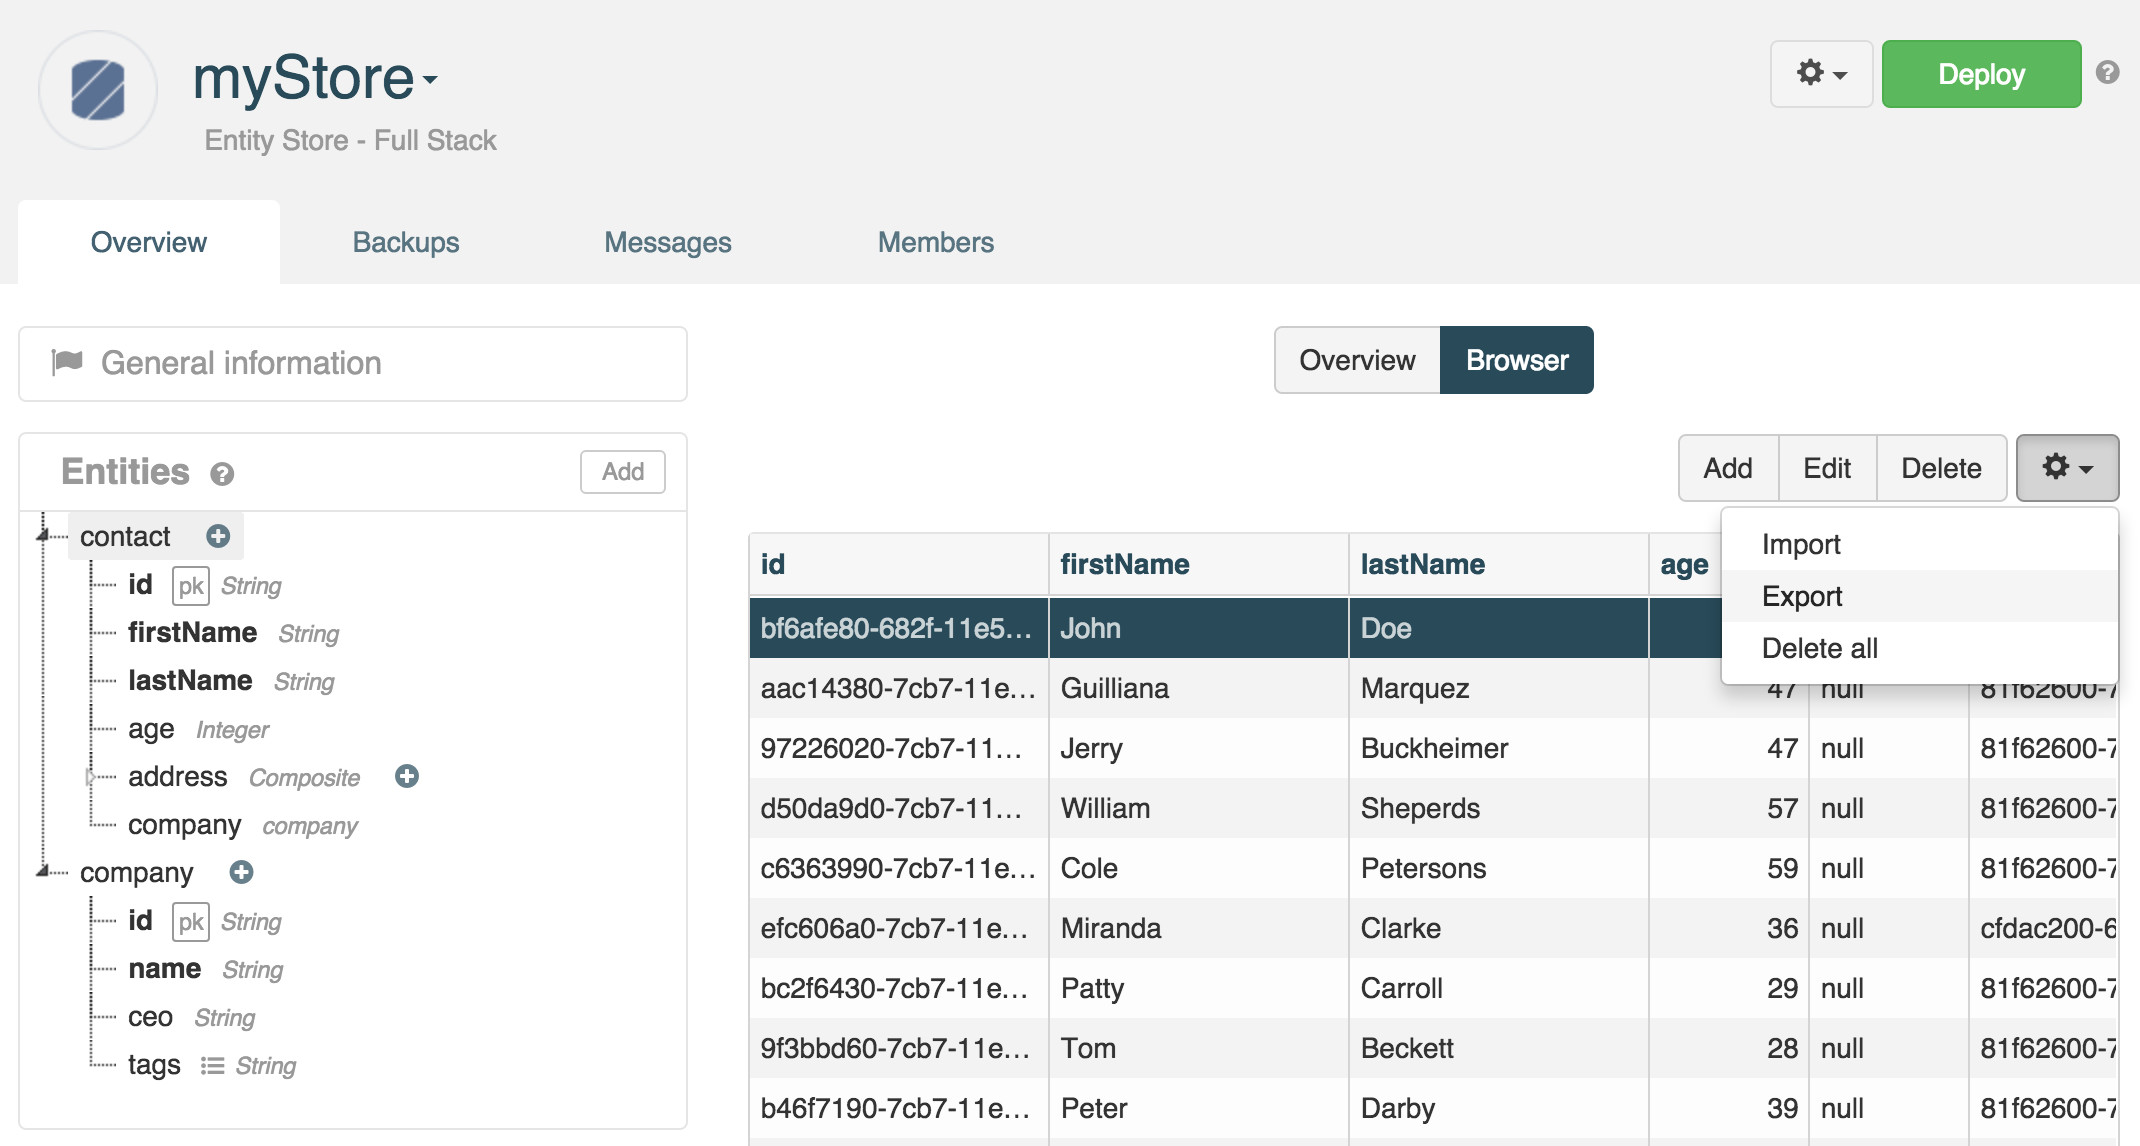 myStore
Entity Store - Full Stack
Deploy
Overview Backups Messages Members
General information
Overview Browser
Entities Add
Add Edit Delete
Import
Export
Delete all
contact
id pk String
firstName String
lastName String
age Integer
address Composite
company company
company
id pk String
name String
ceo String
tags String
id firstName lastName age
bf6afe80-682f-11e5... John Doe
aac14380-7cb7-11e... Guilliana Marquez 47 null 81f62600-7
97226020-7cb7-11... Jerry Buckheimer 47 null 81f62600-7
d50da9d0-7cb7-11... William Sheperds 57 null 81f62600-7
c6363990-7cb7-11e... Cole Petersons 59 null 81f62600-7
efc606a0-7cb7-11e... Miranda Clarke 36 null cfdac200-6
bc2f6430-7cb7-11e... Patty Carroll 29 null 81f62600-7
9f3bbd60-7cb7-11e... Tom Beckett 28 null 81f62600-7
b46f7190-7cb7-11e... Peter Darby 39 null 81f62600-7